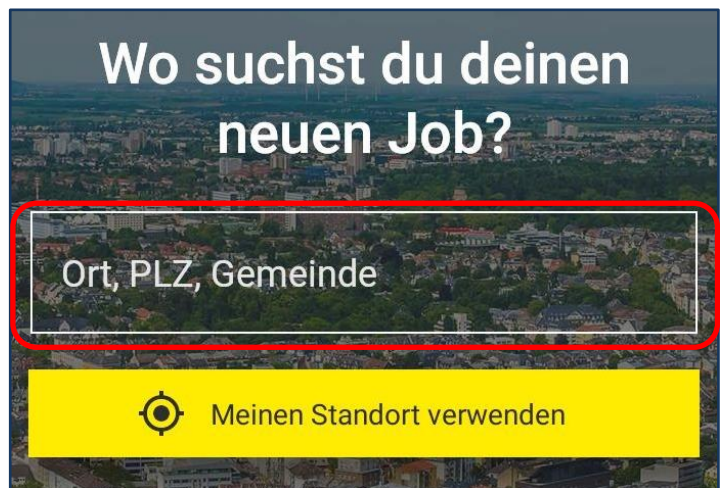 Wo suchst du deinen
neuen Job?
Ort, PLZ, Gemeinde
Meinen Standort verwenden